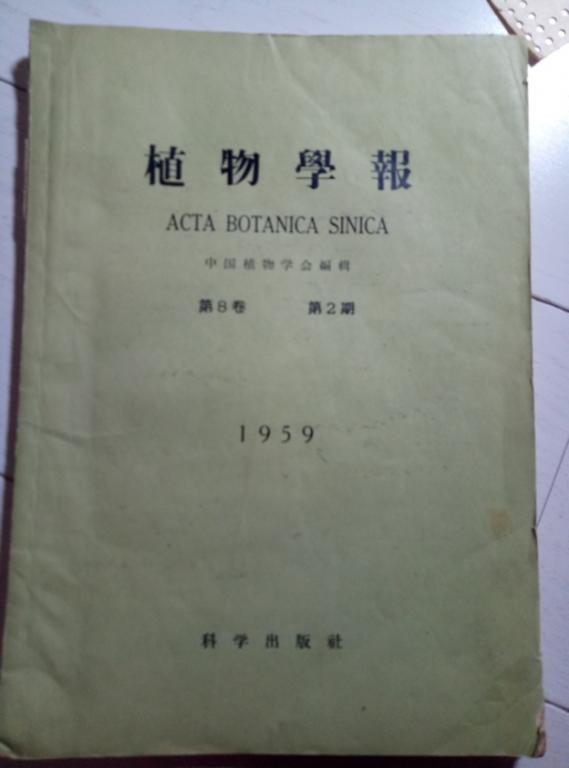 植物學報
ACTA BOTANICA SINICA
中国植物学会編輯
第8卷 第2期
1959
科学出版社